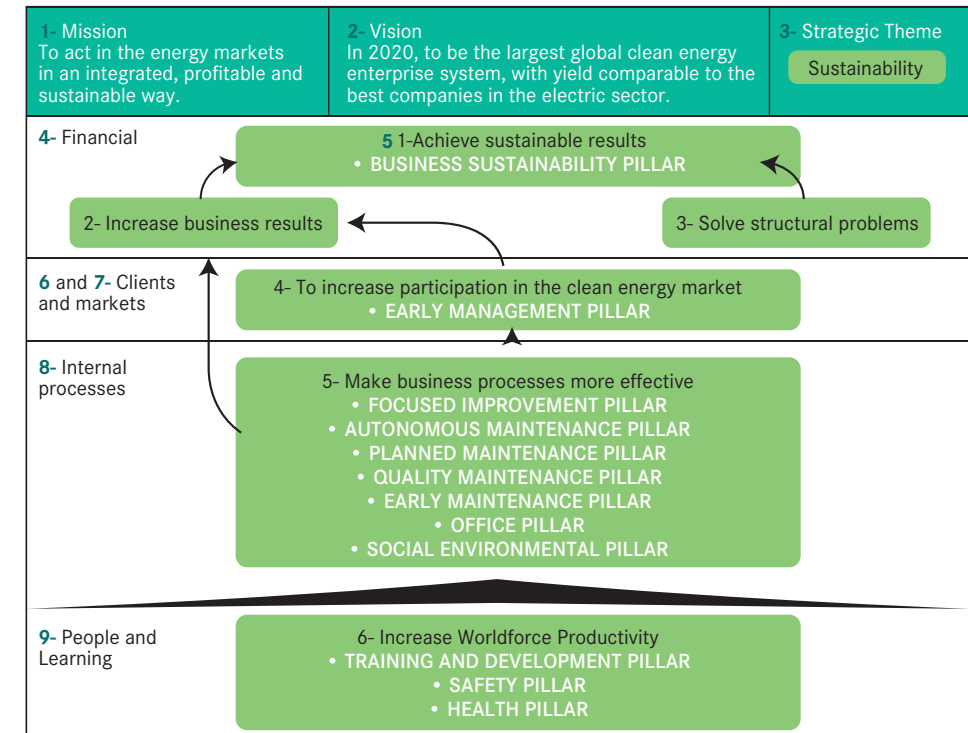 1- Mission
To act in the energy markets
in an integrated, profitable and
sustainable way.
2- Vision
In 2020, to be the largest global clean energy
enterprise system, with yield comparable to the
best companies in the electric sector.
3- Strategic Theme
Sustainability
4- Financial
5 1-Achieve sustainable results
• BUSINESS SUSTAINABILITY PILLAR
2- Increase business results
3- Solve structural problems
6 and 7- Clients
and markets
4- To increase participation in the clean energy market
• EARLY MANAGEMENT PILLAR
8- Internal
processes
5- Make business processes more effective
• FOCUSED IMPROVEMENT PILLAR
• AUTONOMOUS MAINTENANCE PILLAR
• PLANNED MAINTENANCE PILLAR
• QUALITY MAINTENANCE PILLAR
• EARLY MAINTENANCE PILLAR
• OFFICE PILLAR
• SOCIAL ENVIRONMENTAL PILLAR
9- People and
Learning
6- Increase Worldforce Productivity
• TRAINING AND DEVELOPMENT PILLAR
• SAFETY PILLAR
• HEALTH PILLAR